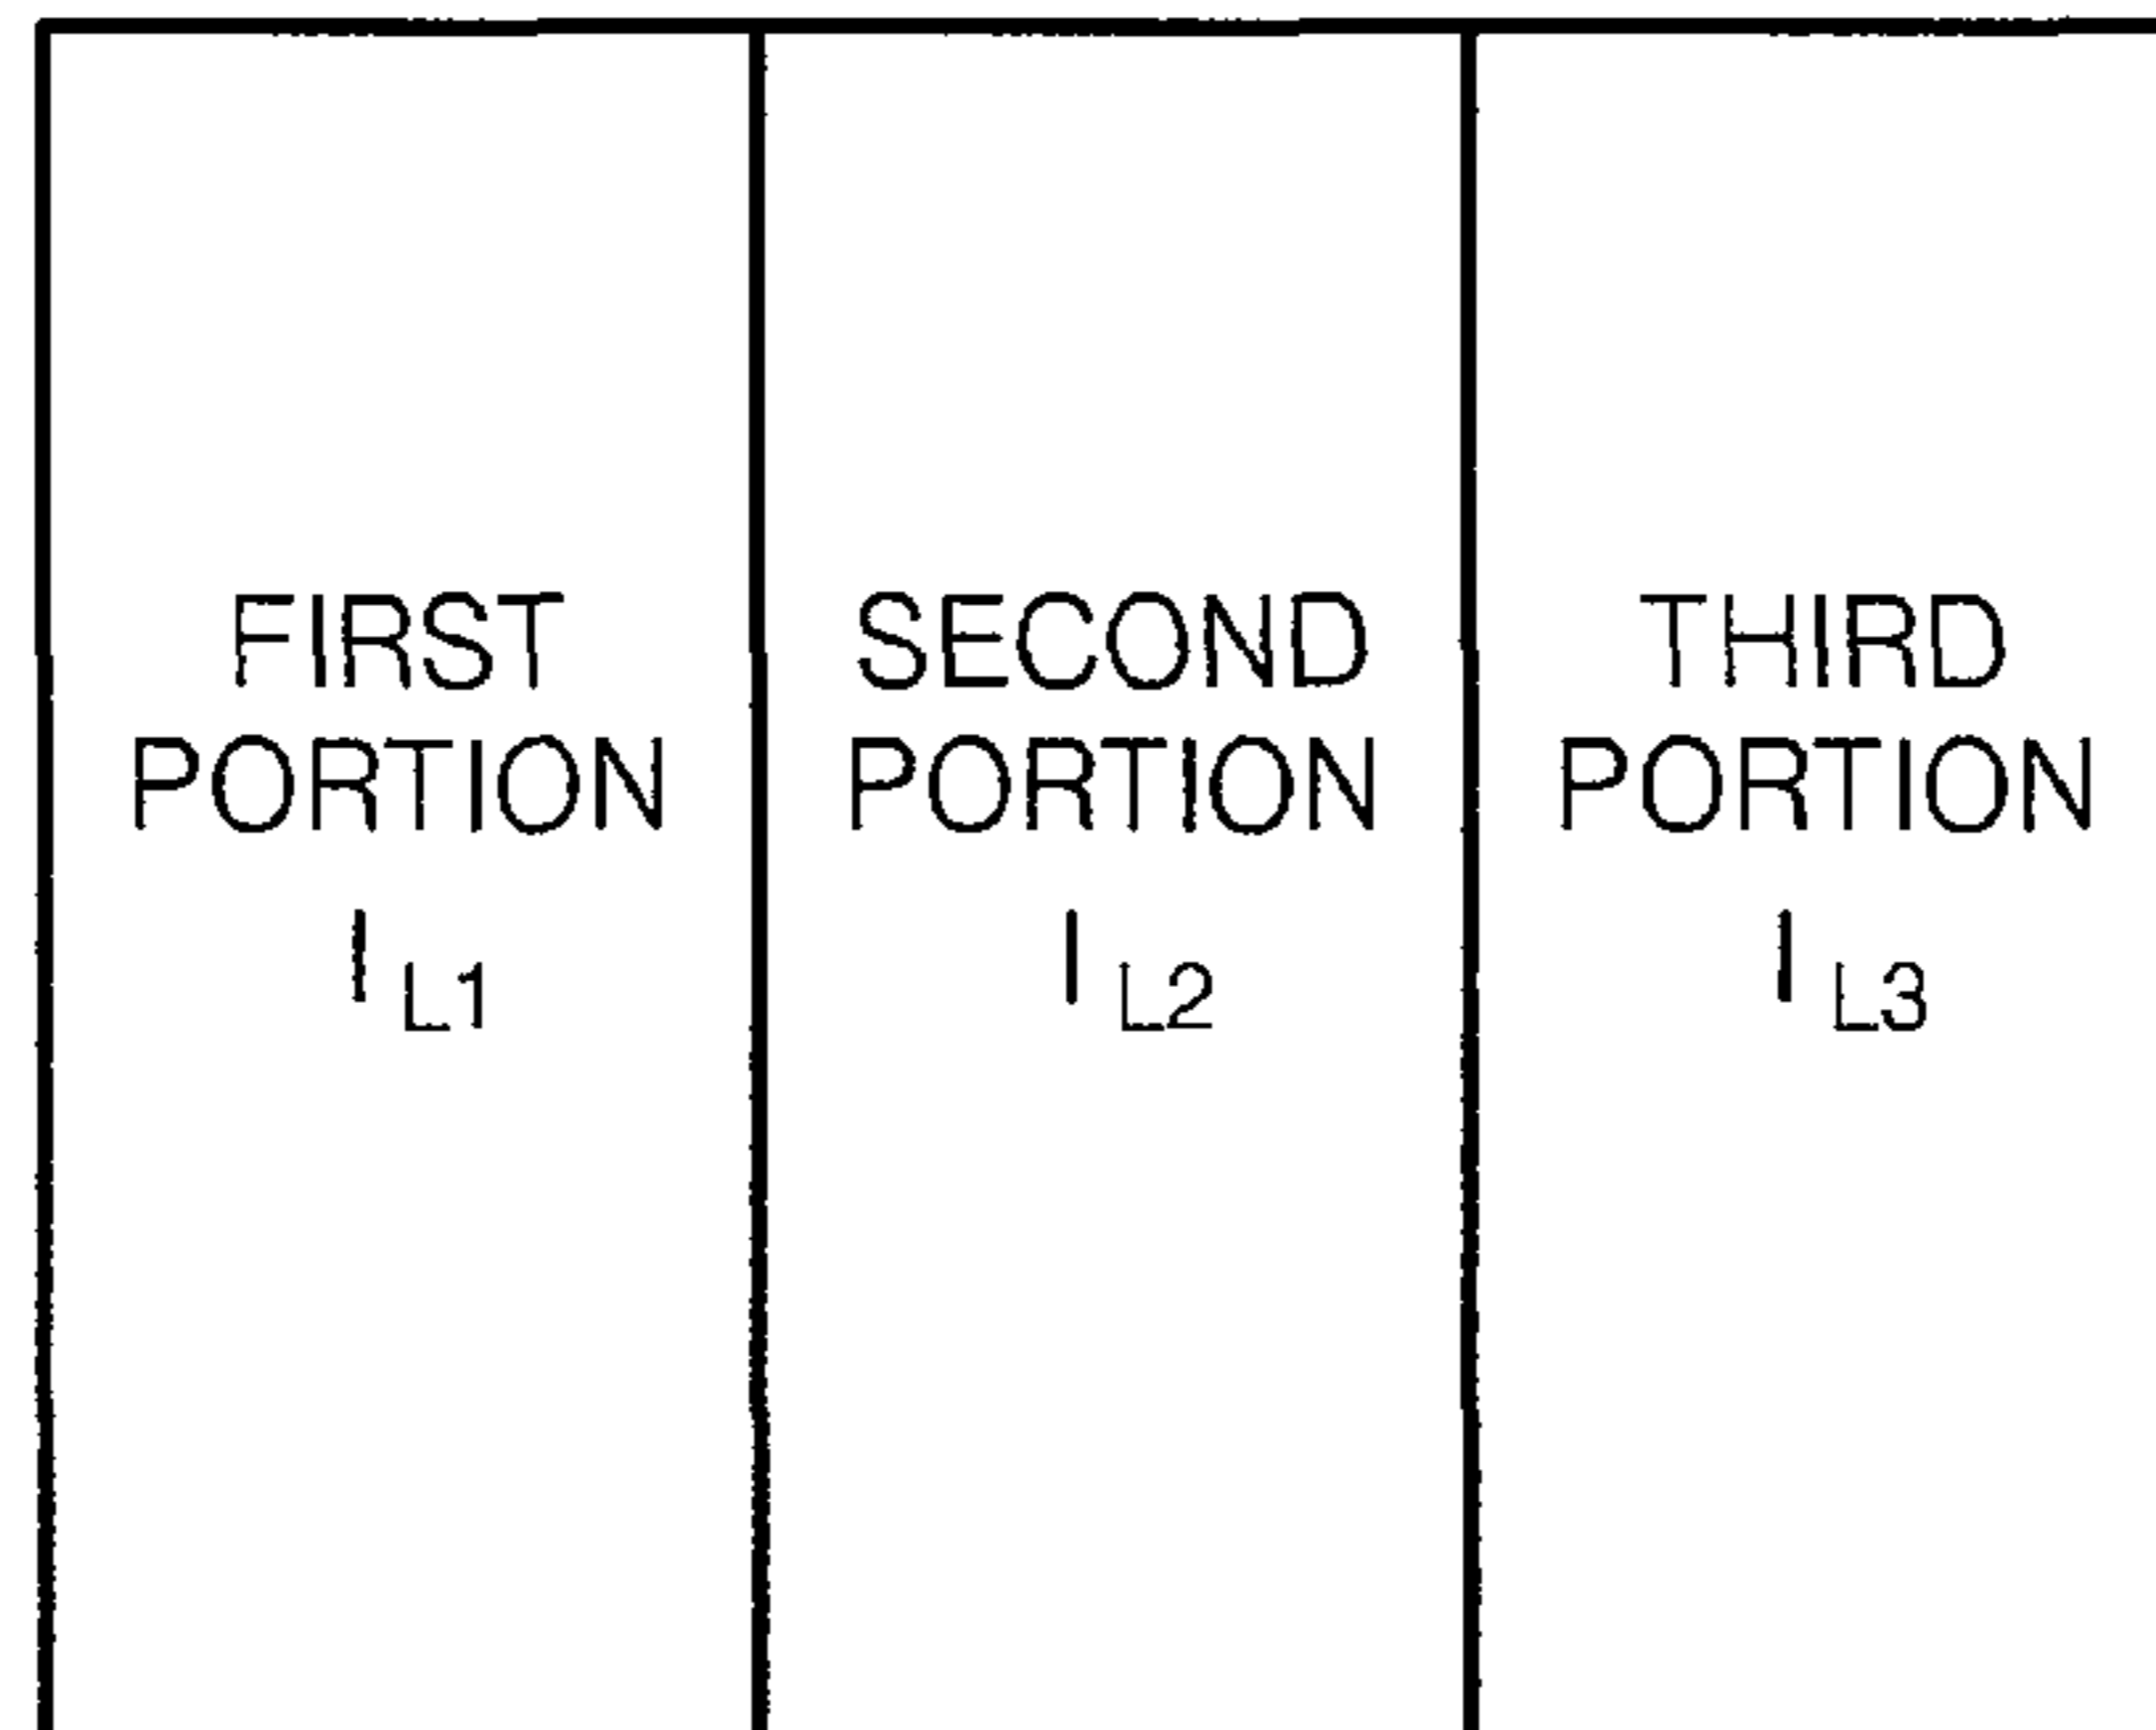 FIRST
PORTION
I L1
SECOND
PORTION
I L2
THIRD
PORTION
I L3